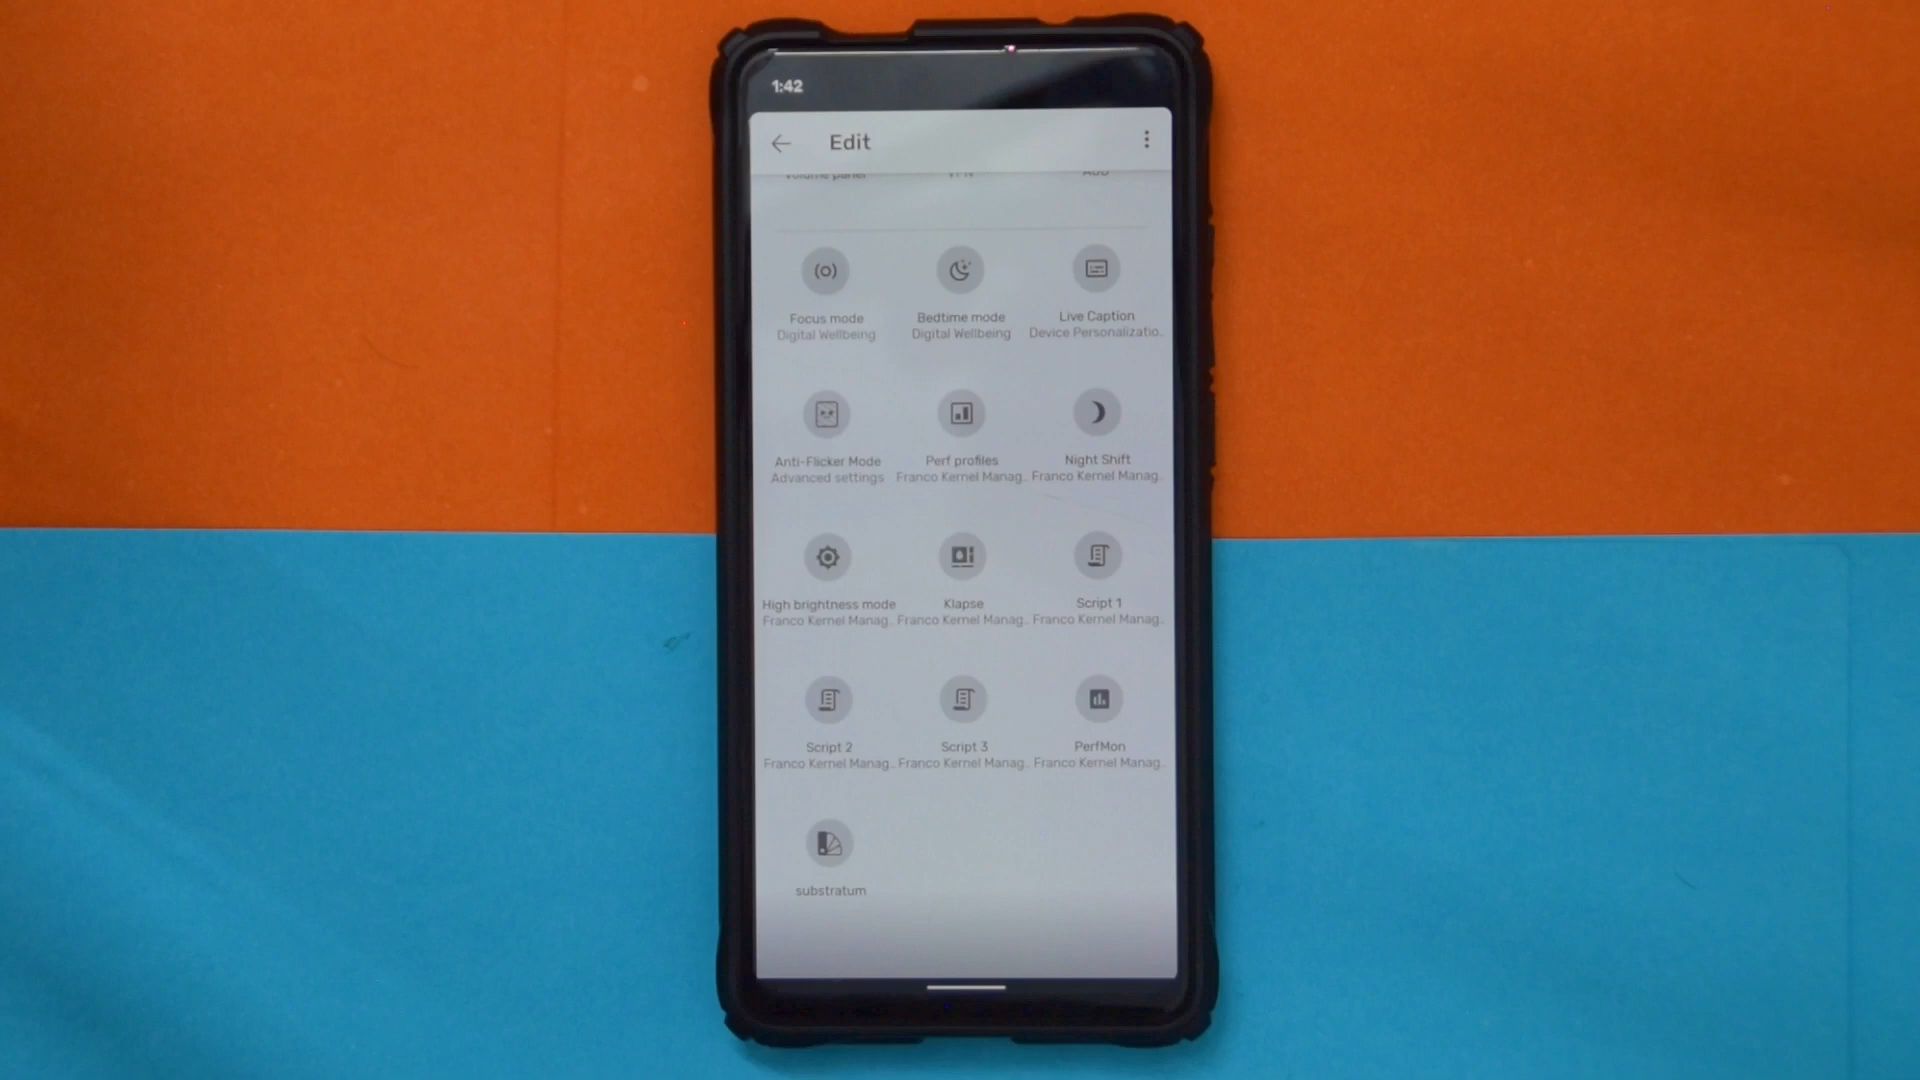 1:42
Edit
Volume panel VPN AOD
Focus mode Bedtime mode Live Caption
Digital Wellbeing Digital Wellbeing Device Personalizatio..
Anti-Flicker Mode Perf profiles Night Shift
Advanced settings Franco Kernel Manag.. Franco Kernel Manag..
High brightness mode Klapse Script 1
Franco Kernel Manag.. Franco Kernel Manag.. Franco Kernel Manag..
Script 2 Script 3 PerfMon
Franco Kernel Manag.. Franco Kernel Manag.. Franco Kernel Manag..
substratum